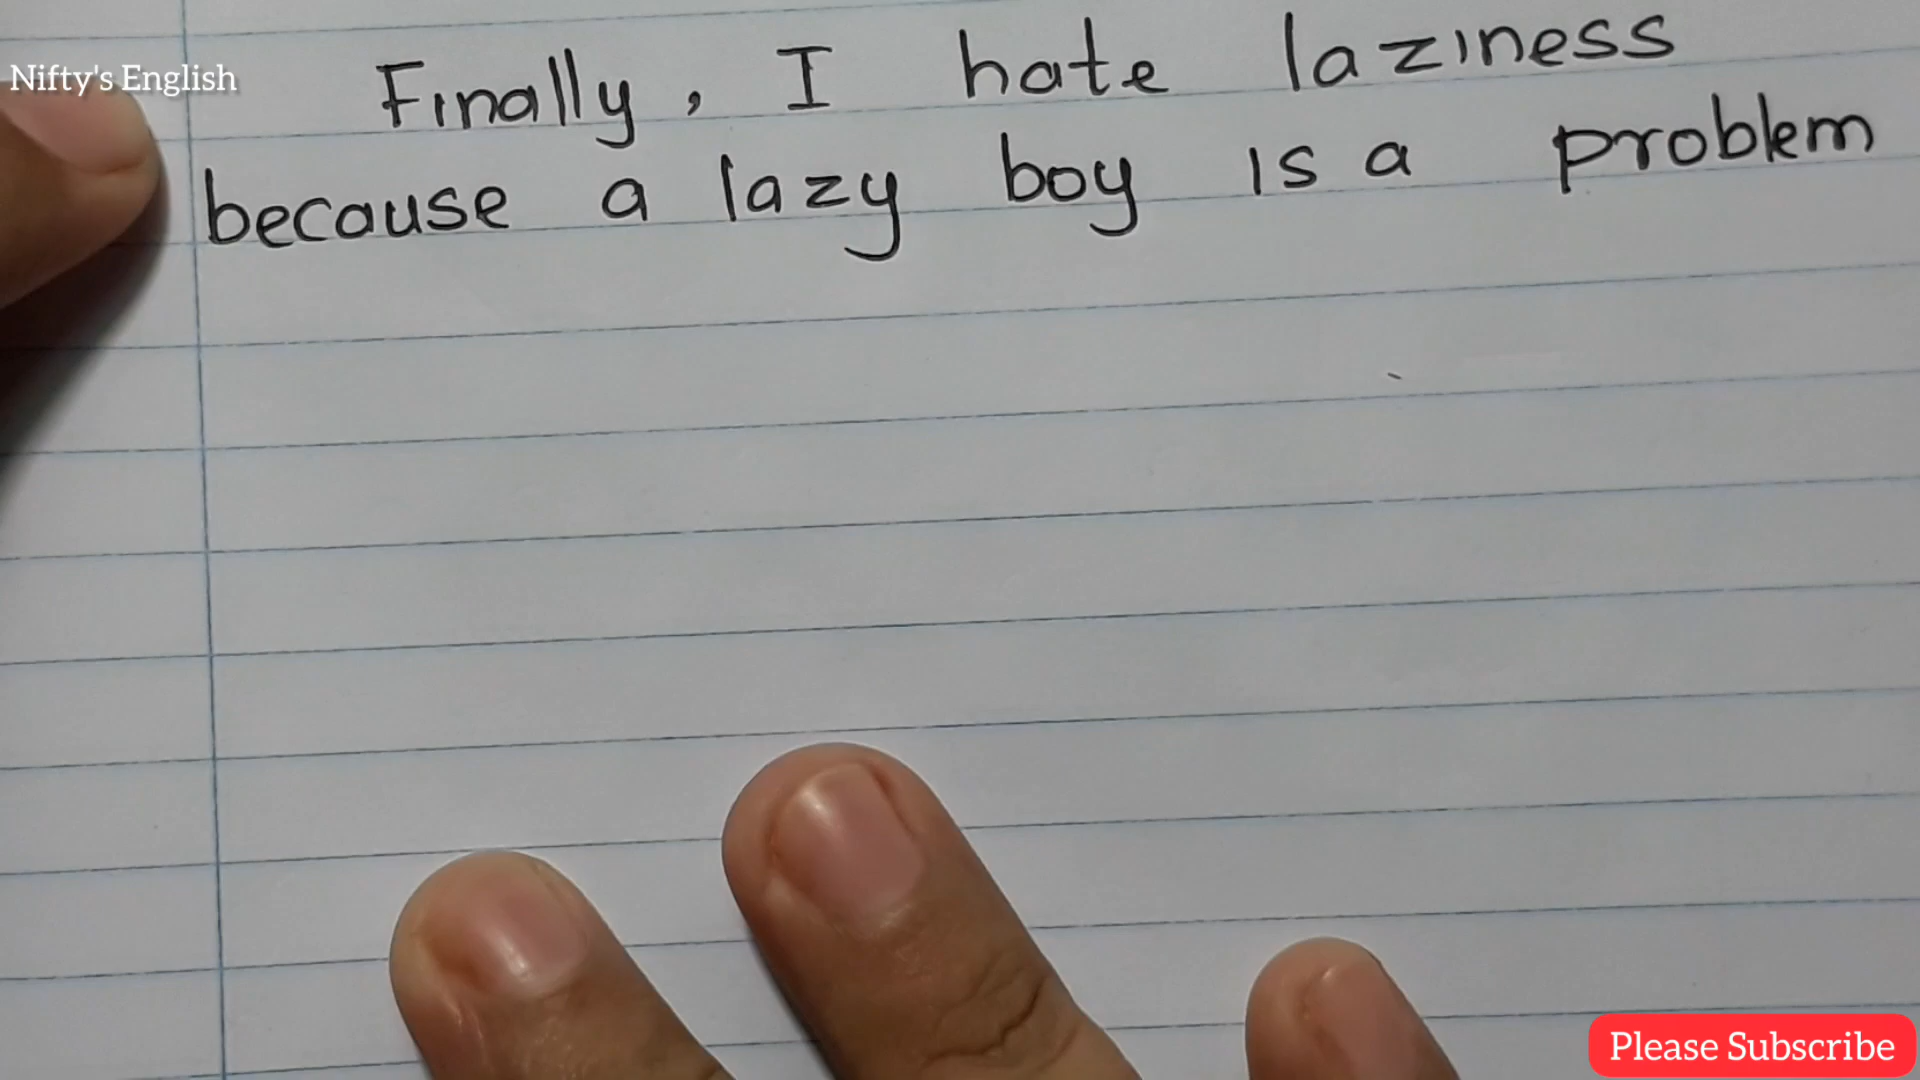 Nifty's English
Finally, I hate laziness
because a lazy boy is a problem
Please Subscribe